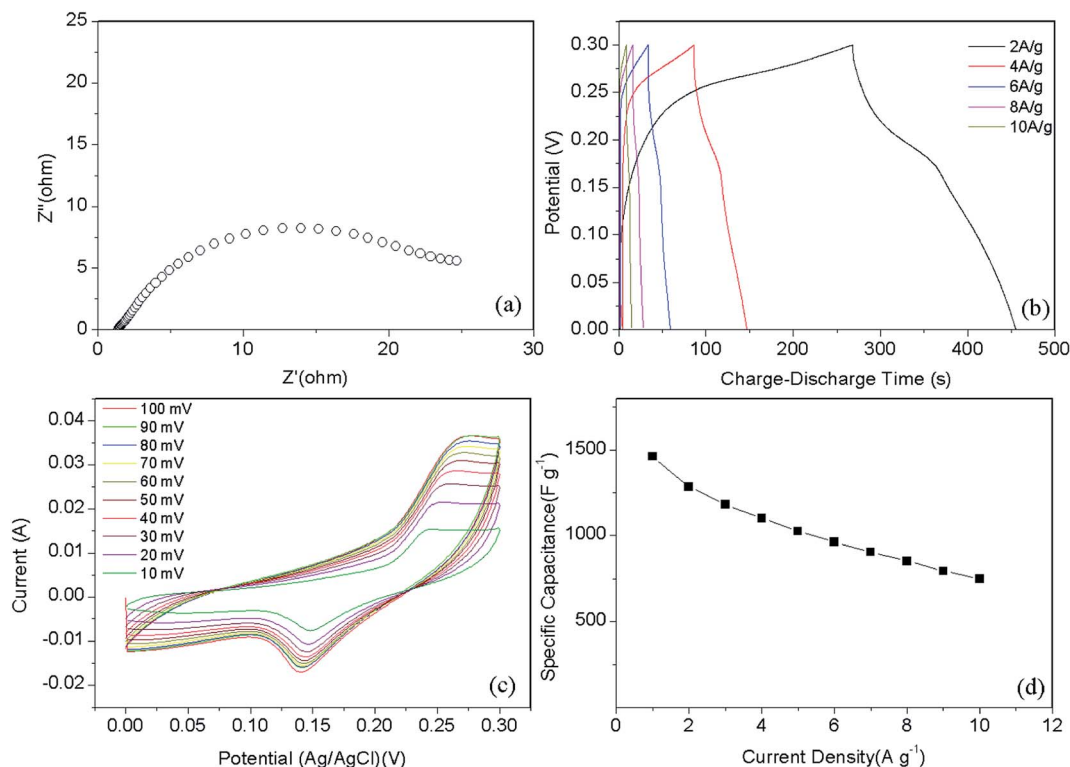 25
20
15
10
5
0
Z''(ohm)
0 10 20 30
Z'(ohm)
(a)
0.30
0.25
0.20
0.15
0.10
0.05
0.00
Potential (V)
2A/g
4A/g
6A/g
8A/g
10A/g
0 100 200 300 400 500
Charge-Discharge Time (s)
(b)
0.04
0.03
0.02
0.01
0.00
-0.01
-0.02
Current (A)
100 mV
90 mV
80 mV
70 mV
60 mV
50 mV
40 mV
30 mV
20 mV
10 mV
0.00 0.05 0.10 0.15 0.20 0.25 0.30
Potential (Ag/AgCl)(V)
(c)
1500
1000
500
Specific Capacitance(F g-1)
0 2 4 6 8 10 12
Current Density(A g-1)
(d)